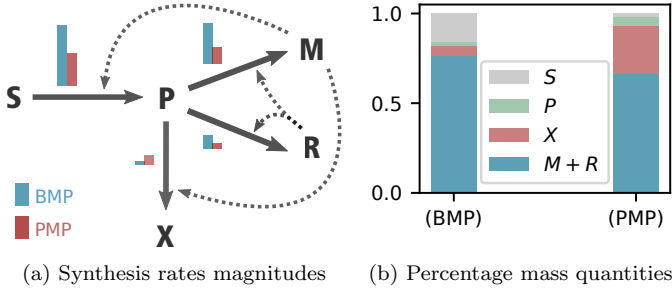 S
P
M
R
X
BMP
PMP
(a) Synthesis rates magnitudes
1.0
0.5
0.0
S
P
X
M + R
(BMP)
(PMP)
(b) Percentage mass quantities